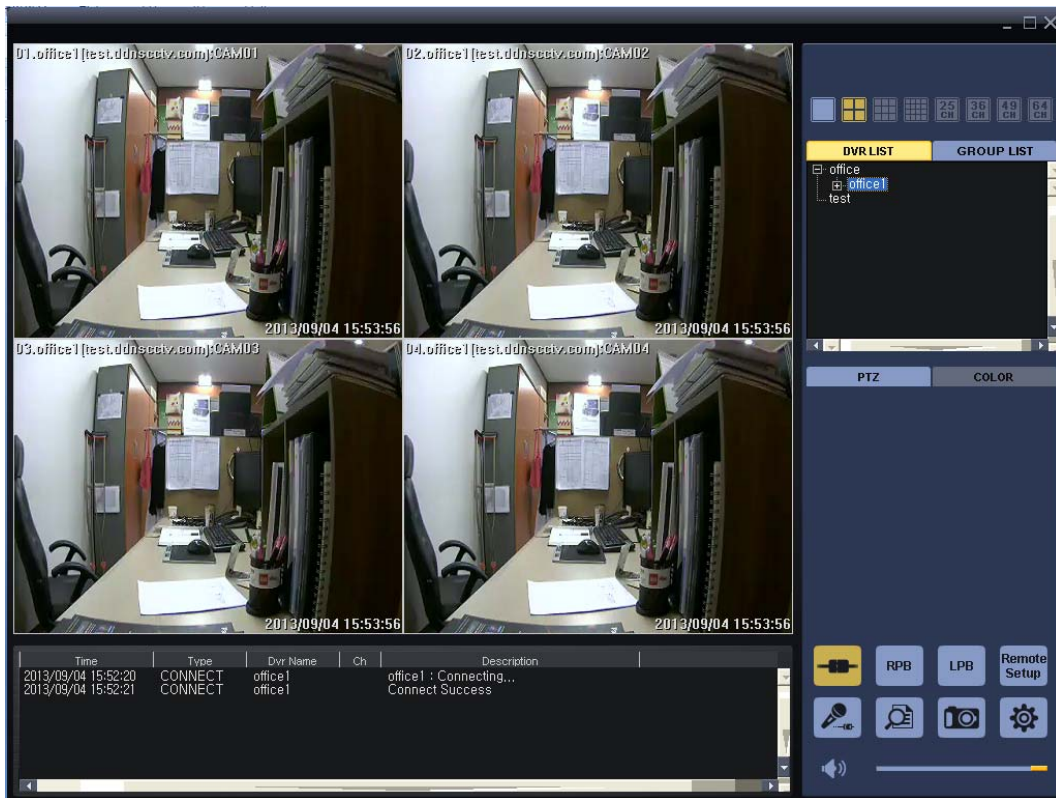 01.office1[test.ddnscctv.com]:CAM01
02.office1[test.ddnscctv.com]:CAM02
2013/09/04 15:53:56
2013/09/04 15:53:56
03.office1[test.ddnscctv.com]:CAM03
04.office1[test.ddnscctv.com]:CAM04
2013/09/04 15:53:56
2013/09/04 15:53:56
25 CH 36 CH 49 CH 64 CH
DVR LIST GROUP LIST
office
office1
test
PTZ COLOR
Time Type Dvr Name Ch Description
2013/09/04 15:52:20 CONNECT office1 office1 : Connecting...
2013/09/04 15:52:21 CONNECT office1 Connect Success
RPB LPB Remote Setup